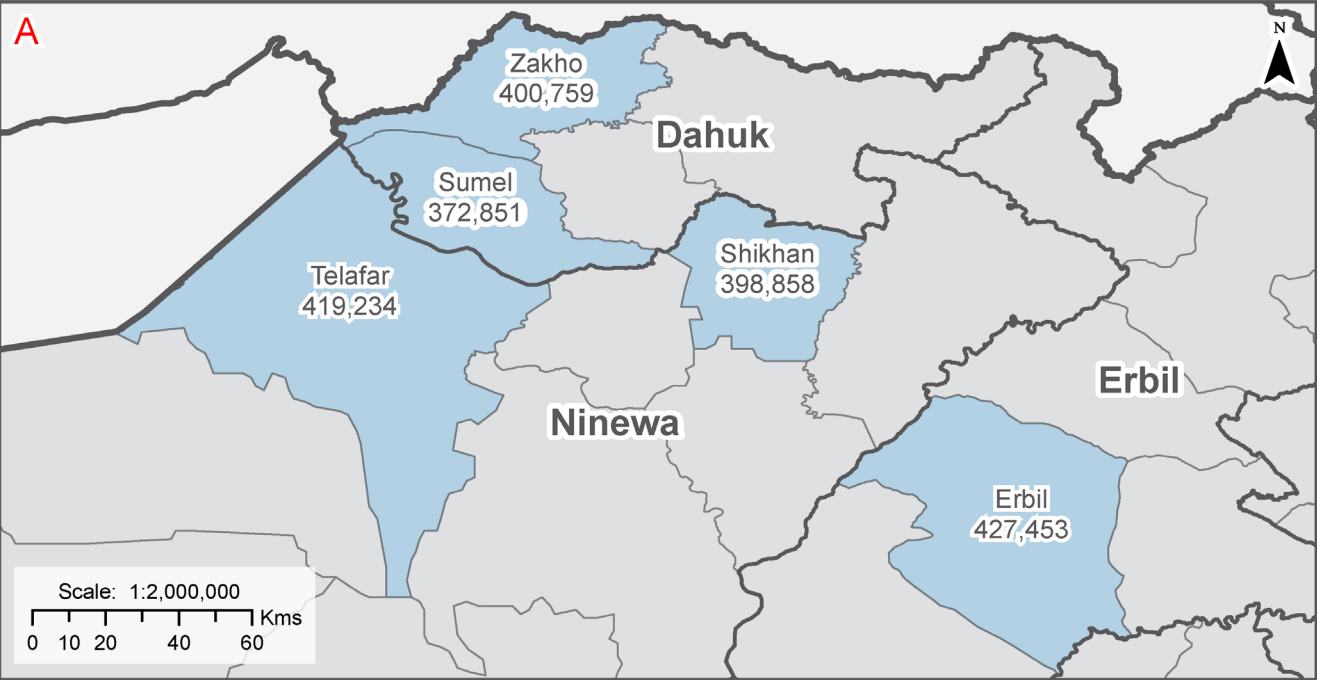 A
N
Zakho
400,759
Dahuk
Sumel
372,851
Shikhan
398,858
Telafar
419,234
Erbil
Ninewa
Erbil
427,453
Scale: 1:2,000,000
Kms
0 10 20 40 60